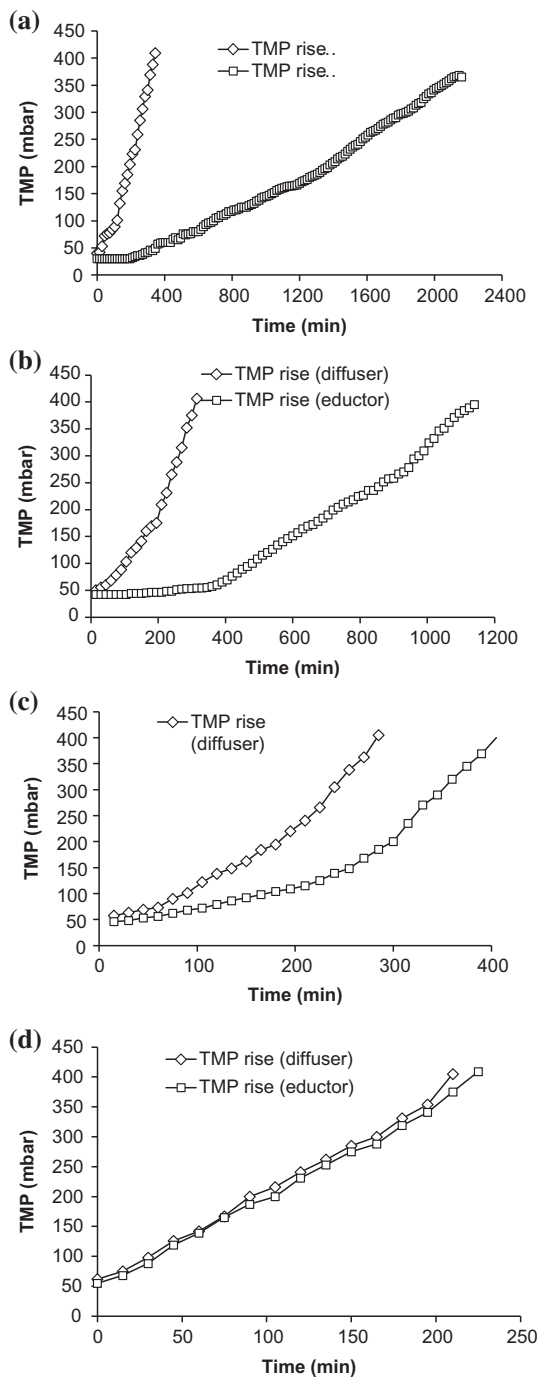 (a)
450
400
350
300
250
200
150
100
50
0
TMP (mbar)
TMP rise..
TMP rise..
0 400 800 1200 1600 2000 2400
Time (min)
(b)
450
400
350
300
250
200
150
100
50
0
TMP (mbar)
TMP rise (diffuser)
TMP rise (eductor)
0 200 400 600 800 1000 1200
Time (min)
(c)
450
400
350
300
250
200
150
100
50
0
TMP (mbar)
TMP rise
(diffuser)
0 100 200 300 400
Time (min)
(d)
450
400
350
300
250
200
150
100
50
0
TMP (mbar)
TMP rise (diffuser)
TMP rise (eductor)
0 50 100 150 200 250
Time (min)